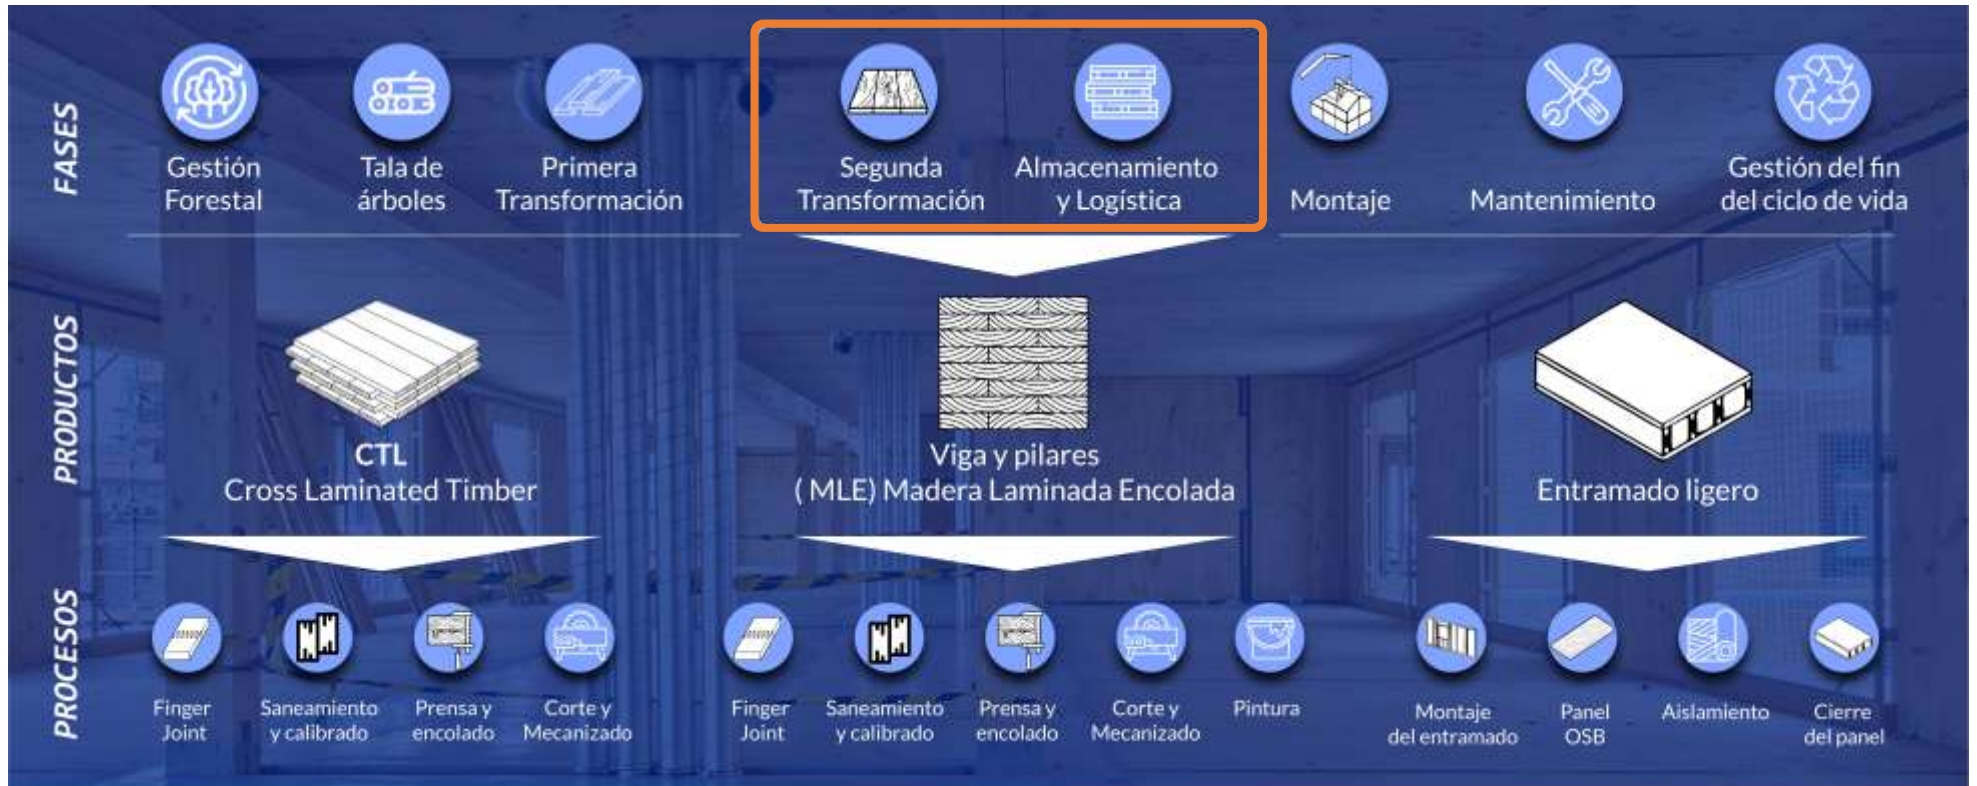 FASES
Gestión
Forestal
Tala de
árboles
Primera
Transformación
Segunda
Transformación
Almacenamiento
y Logística
Montaje
Mantenimiento
Gestión del fin
del ciclo de vida
PRODUCTOS
CTL
Cross Laminated Timber
Viga y pilares
( MLE) Madera Laminada Encolada
Entramado ligero
PROCESOS
Finger
Joint
Saneamiento
y calibrado
Prensa y
encolado
Corte y
Mecanizado
Finger
Joint
Saneamiento
y calibrado
Prensa y
encolado
Corte y
Mecanizado
Pintura
Montaje
del entramado
Panel
OSB
Aislamiento
Cierre
del panel